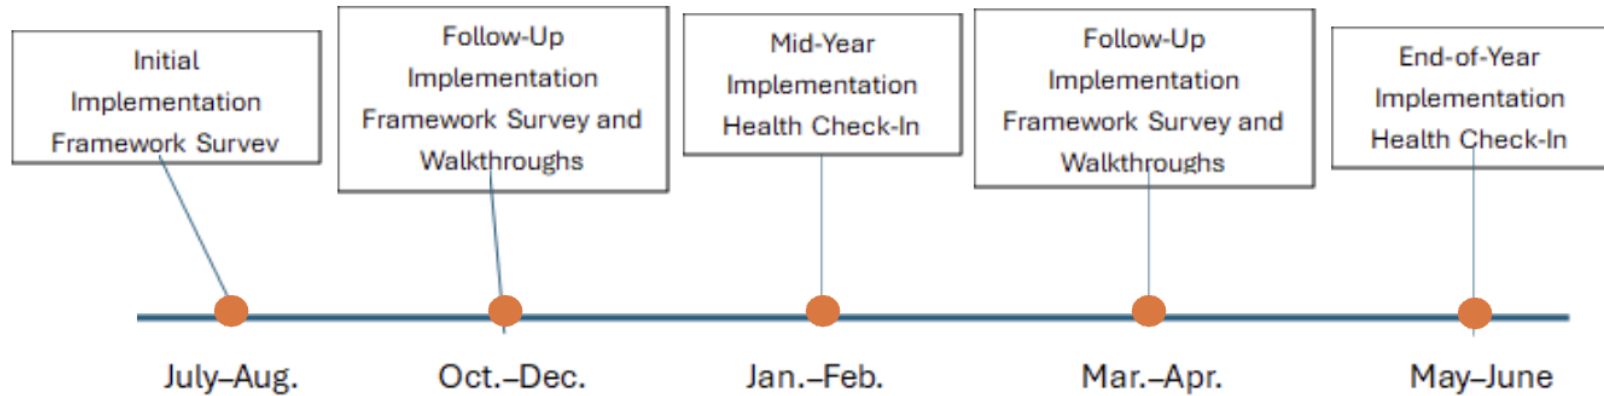 Initial
Implementation
Framework Survey
Follow-Up
Implementation
Framework Survey and
Walkthroughs
Mid-Year
Implementation
Health Check-In
Follow-Up
Implementation
Framework Survey and
Walkthroughs
End-of-Year
Implementation
Health Check-In
July–Aug.
Oct.–Dec.
Jan.–Feb.
Mar.–Apr.
May–June